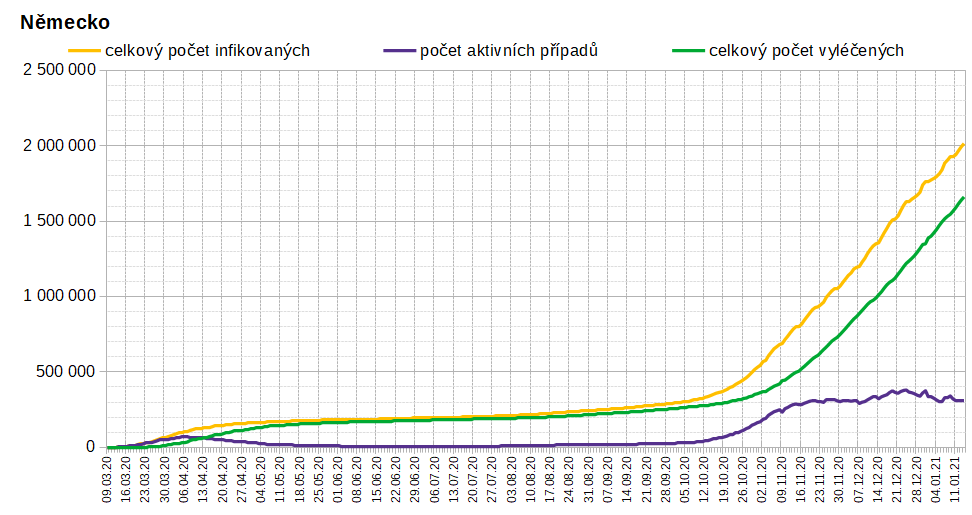 Německo
celkový počet infikovaných počet aktivních případů celkový počet vyléčených
2 500 000
2 000 000
1 500 000
1 000 000
500 000
0
09.03.20 16.03.20 23.03.20 30.03.20 06.04.20 13.04.20 20.04.20 27.04.20 04.05.20 11.05.20 18.05.20 25.05.20 01.06.20 08.06.20 15.06.20 22.06.20 29.06.20 06.07.20 13.07.20 20.07.20 27.07.20 03.08.20 10.08.20 17.08.20 24.08.20 31.08.20 07.09.20 14.09.20 21.09.20 28.09.20 05.10.20 12.10.20 19.10.20 26.10.20 02.11.20 09.11.20 16.11.20 23.11.20 30.11.20 07.12.20 14.12.20 21.12.20 28.12.20 04.01.21 11.01.21